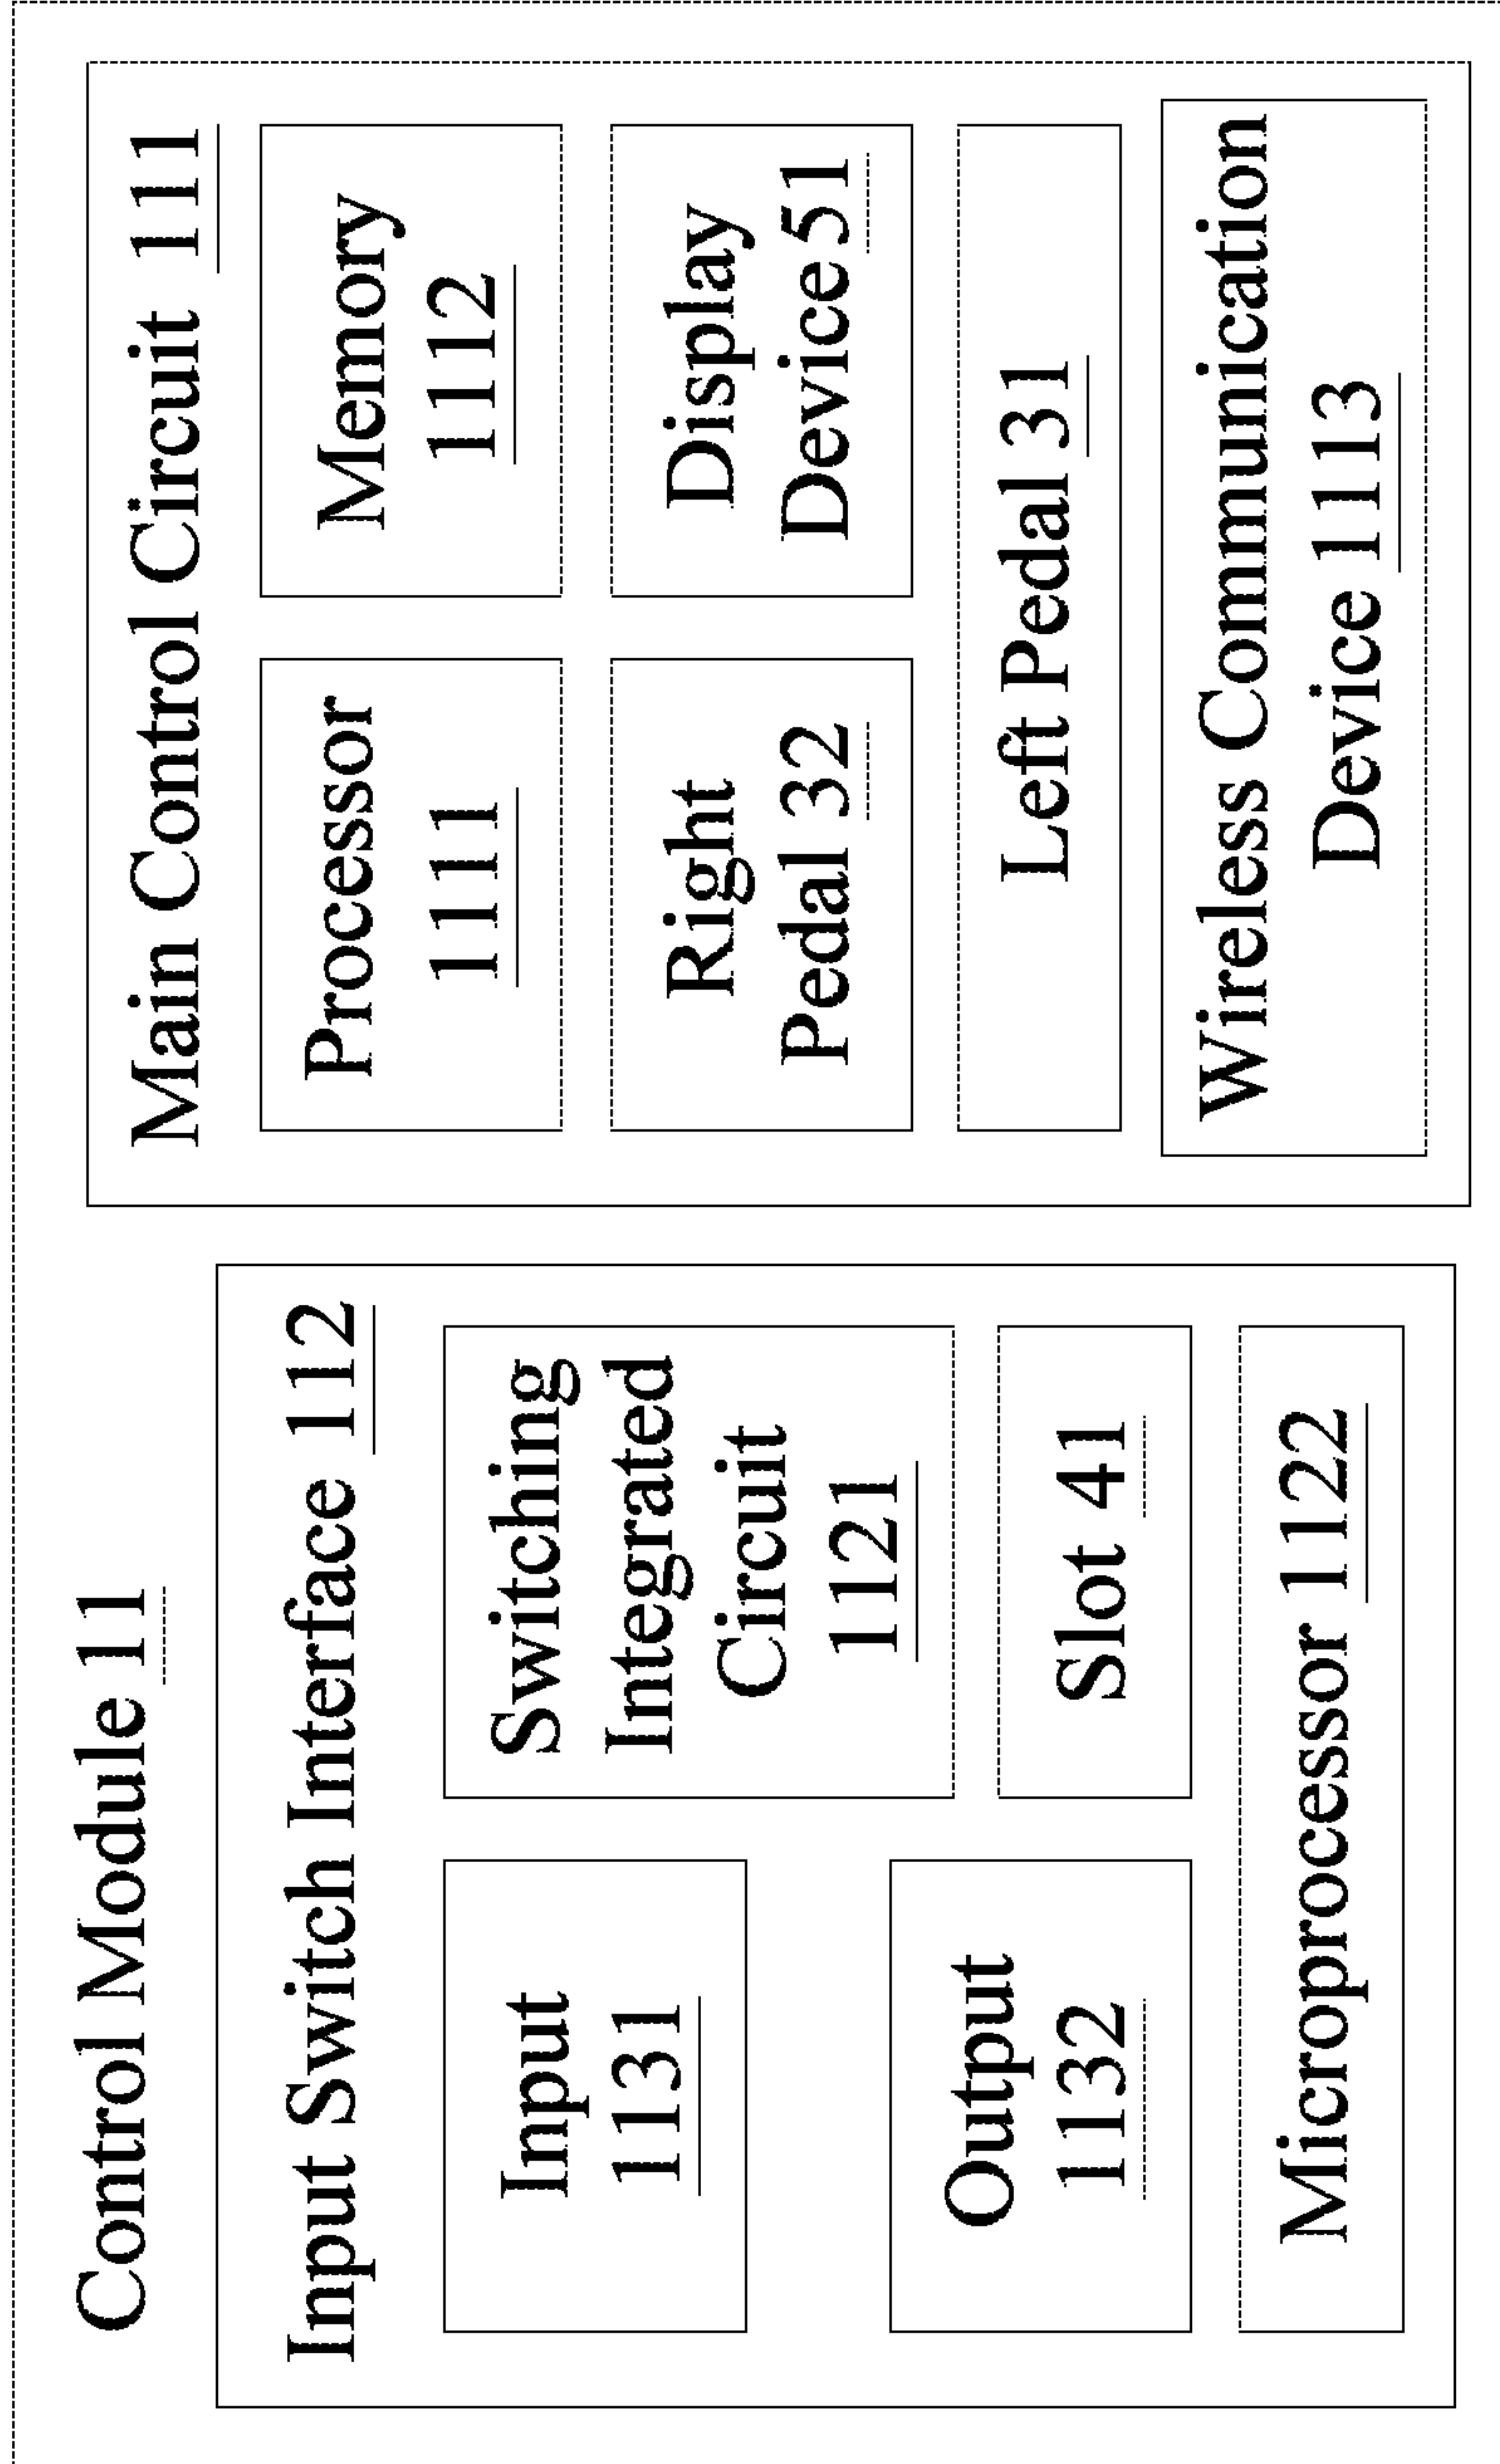 Control Module 11
Input Switch Interface 112
Input
1131
Switching
Integrated
Circuit
1121
Output
1132
Slot 41
Microprocessor 1122
Main Control Circuit 111
Processor
1111
Memory
1112
Right
Pedal 32
Display
Device 51
Left Pedal 31
Wireless Communication
Device 1113